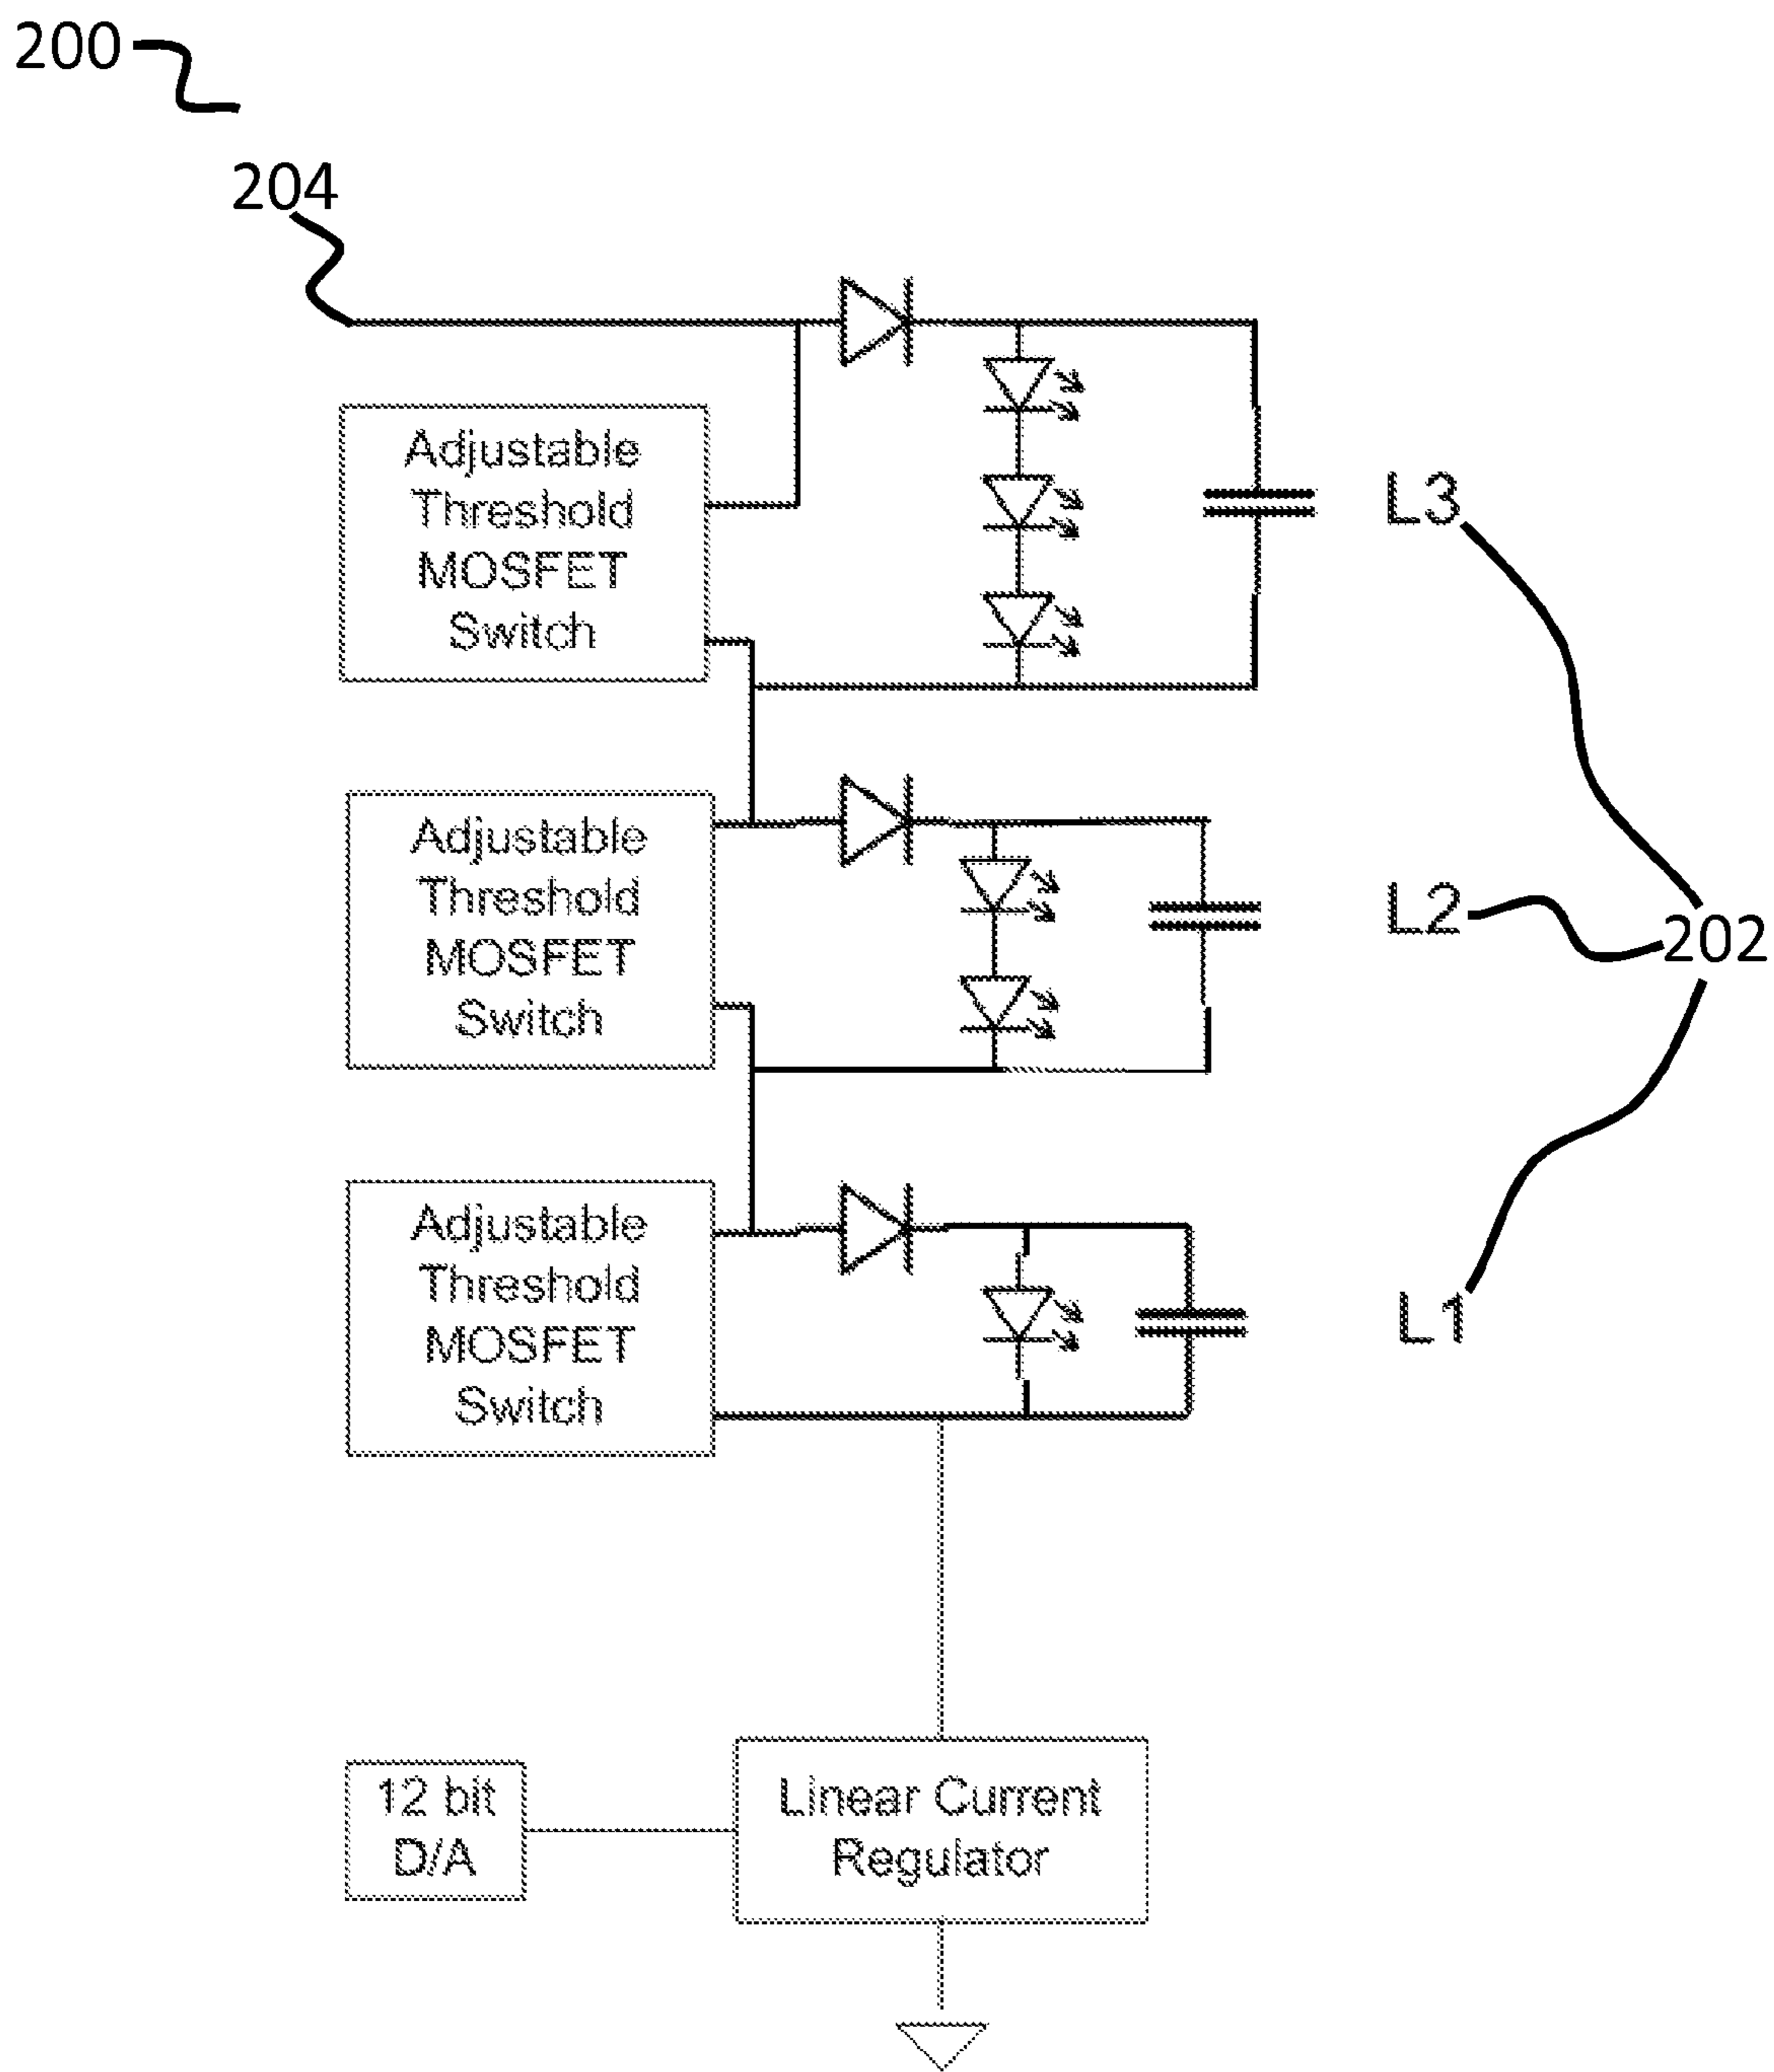 200
204
Adjustable
Threshold
MOSFET
Switch
L3
Adjustable
Threshold
MOSFET
Switch
L2
202
Adjustable
Threshold
MOSFET
Switch
L1
12 bit
D/A
Linear Current
Regulator